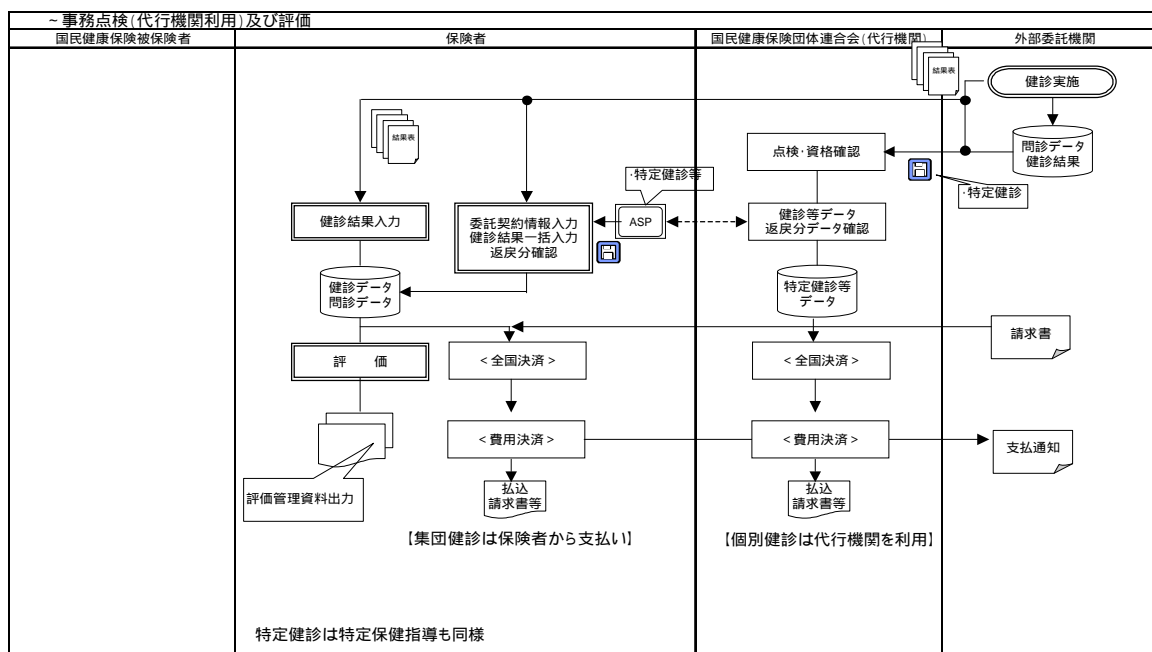 ~事務点検(代行機関利用)及び評価
国民健康保険被保険者
保険者
国民健康保険団体連合会(代行機関)
外部委託機関
結果表
健診実施
結果表
点検・資格確認
問診データ
健診結果
・特定健診等
・特定健診
健診結果入力
委託契約情報入力
健診結果一括入力
返戻分確認
ASP
健診等データ
返戻分データ確認
健診データ
問診データ
特定健診等
データ
請求書
評 価
<全国決済>
<全国決済>
<費用決済>
<費用決済>
支払通知
評価管理資料出力
払込
請求書等
払込
請求書等
【集団健診は保険者から支払い】
【個別健診は代行機関を利用】
特定健診は特定保健指導も同様